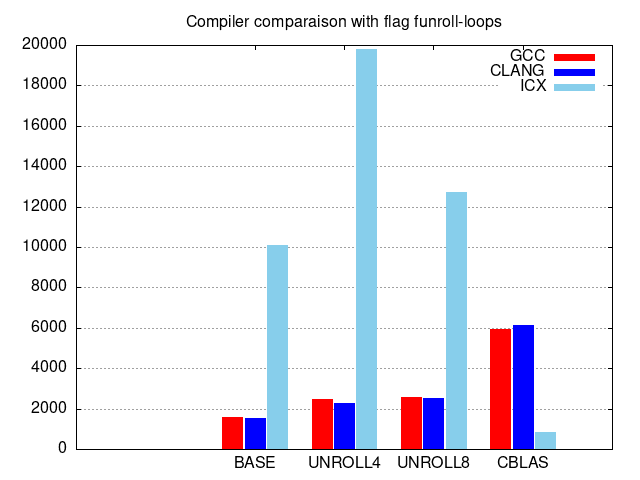 Compiler comparaison with flag funroll-loops
20000
18000
16000
14000
12000
10000
8000
6000
4000
2000
0
GCC
CLANG
ICX
BASE UNROLL4 UNROLL8 CBLAS